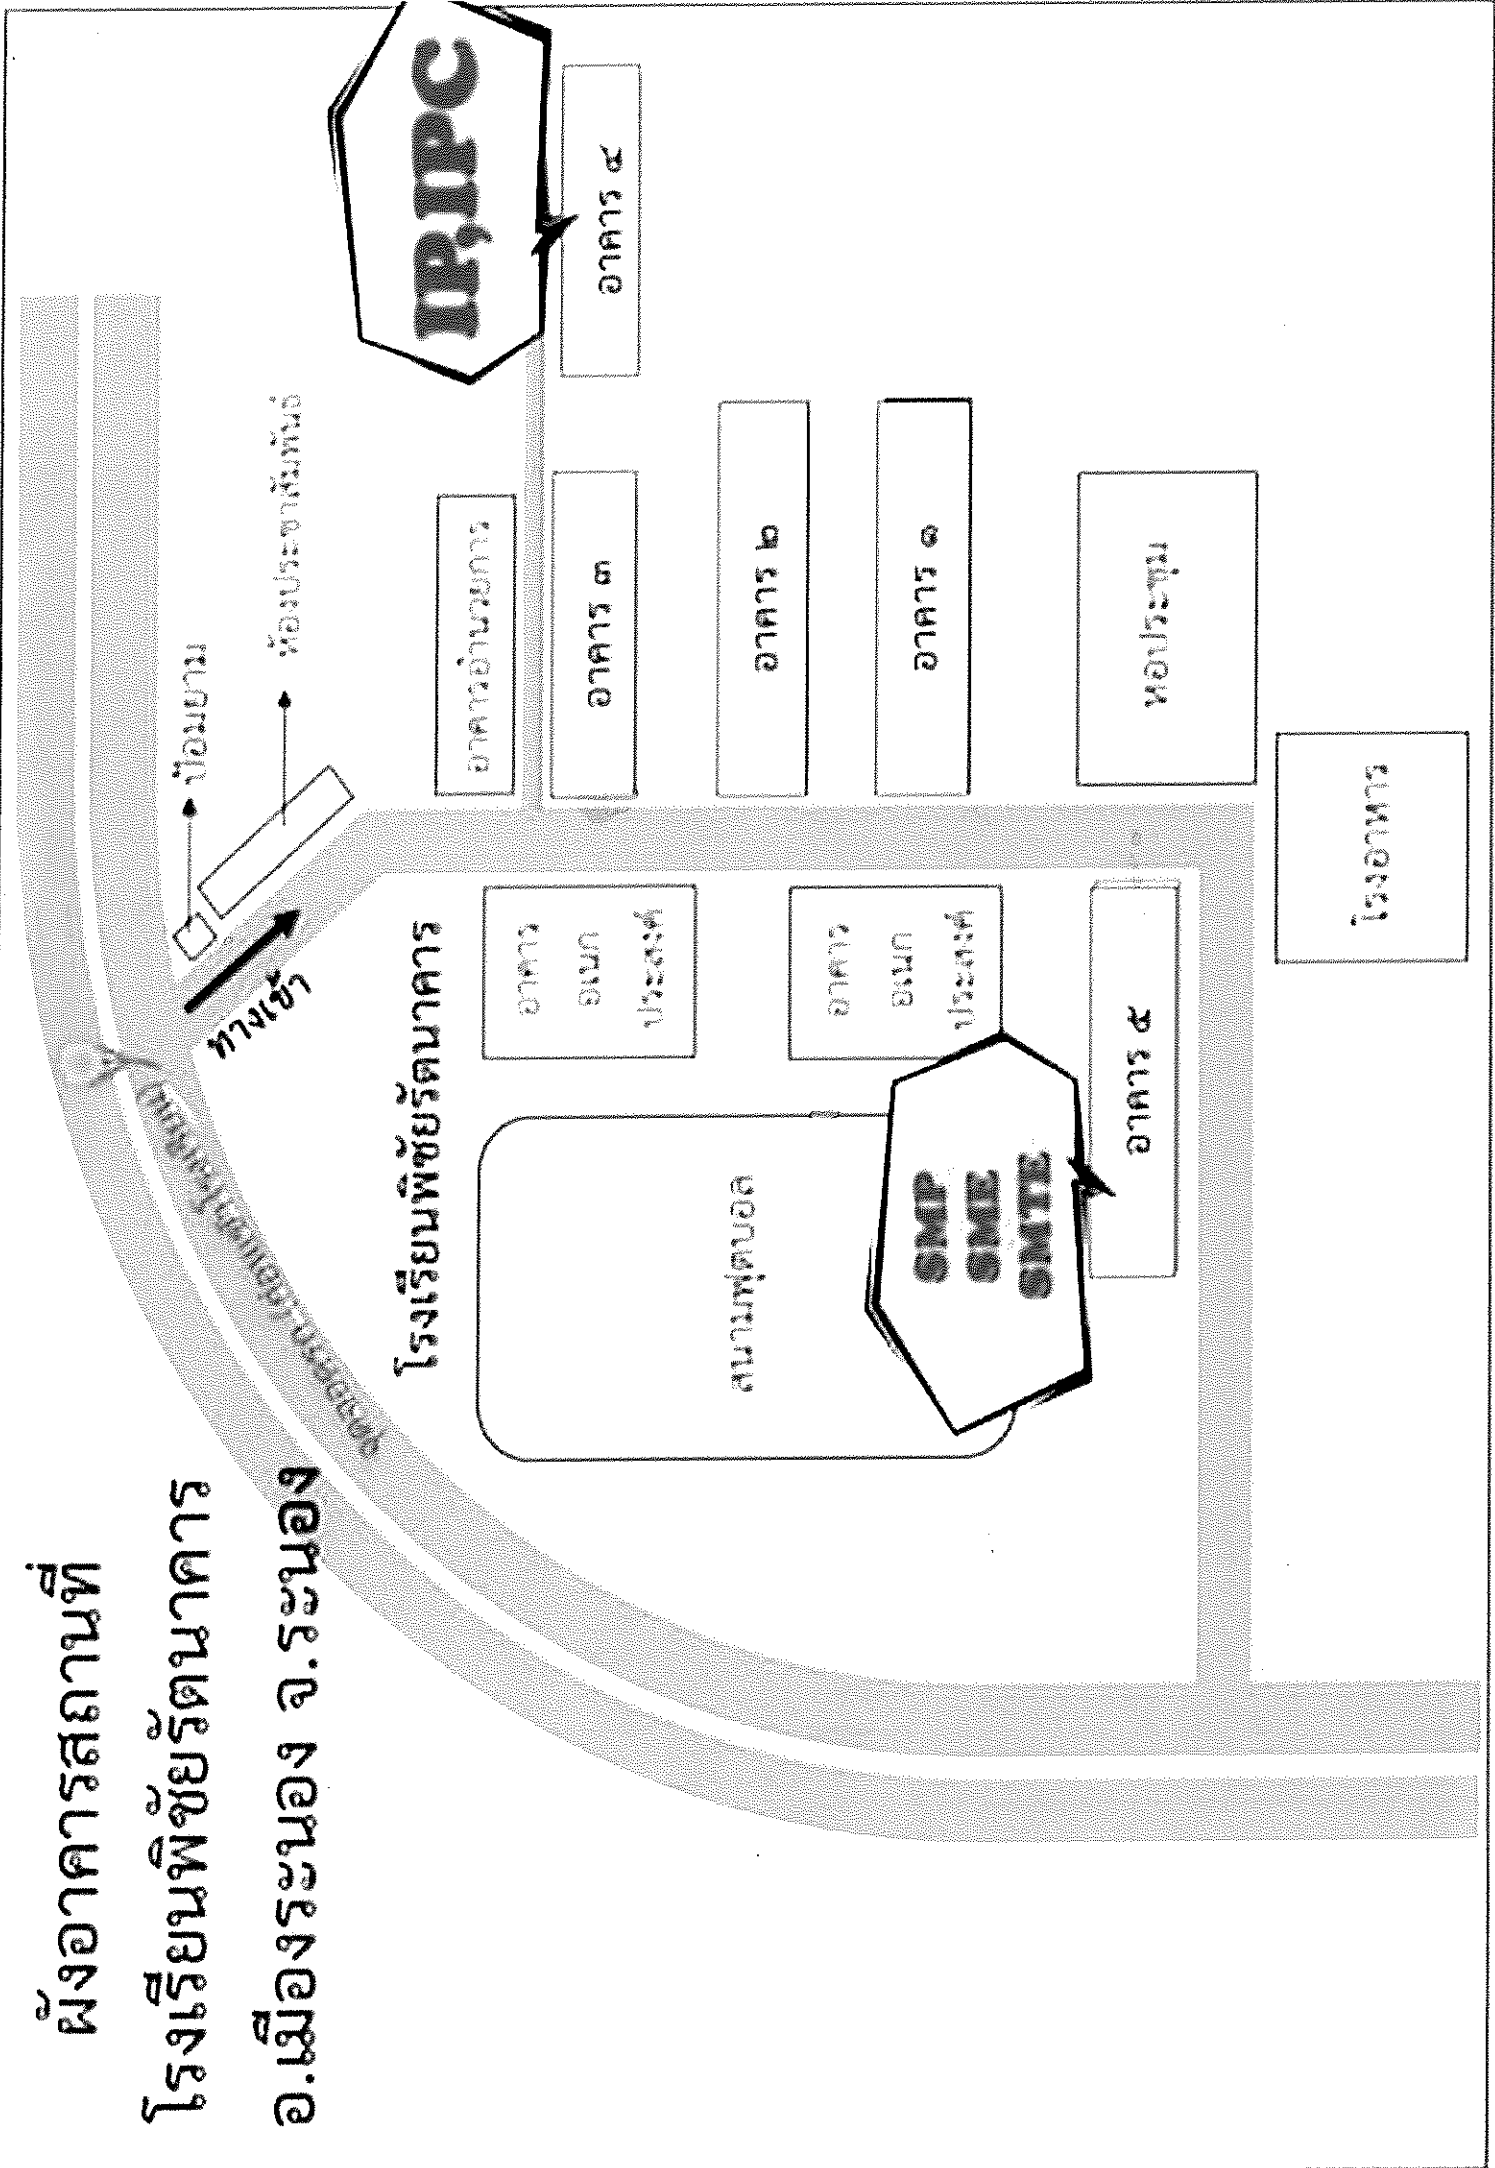 ผังอาคารสถานที่
โรงเรียนพิชัยรัตนาคาร
อ.เมืองระนอง จ.ระนอง
ป้อมยาม
ห้องประชาสัมพันธ์
ทางเข้า
โรงเรียนพิชัยรัตนาคาร
IP,IPC
อาคารอำนวยการ
อาคาร ๔
อาคาร ๓
อาคาร ๒
อาคาร ๑
หอประชุม
โรงอาหาร
อาคาร
อเนก
ประสงค์
อาคาร
อเนก
ประสงค์
สนามฟุตบอล
SMP
SME
SMTE
อาคาร ๕